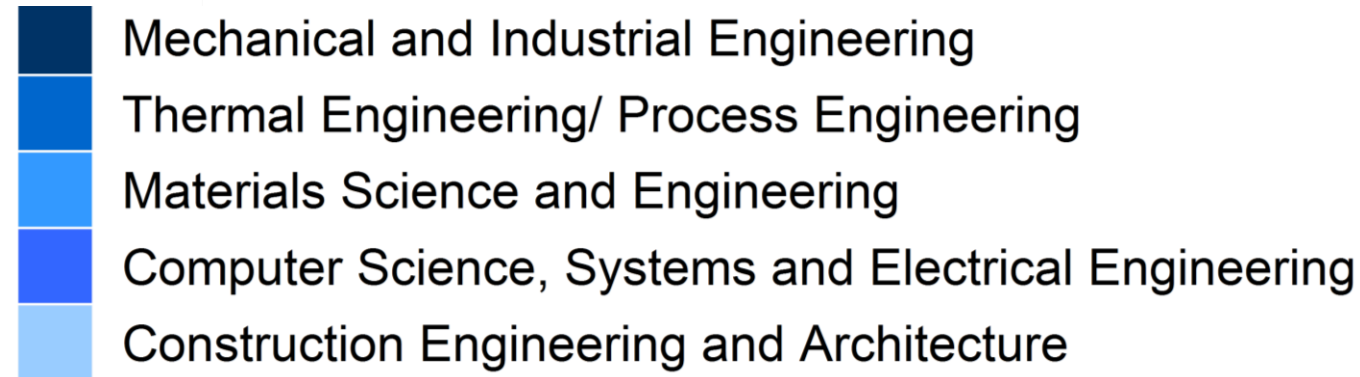 Mechanical and Industrial Engineering
Thermal Engineering/ Process Engineering
Materials Science and Engineering
Computer Science, Systems and Electrical Engineering
Construction Engineering and Architecture